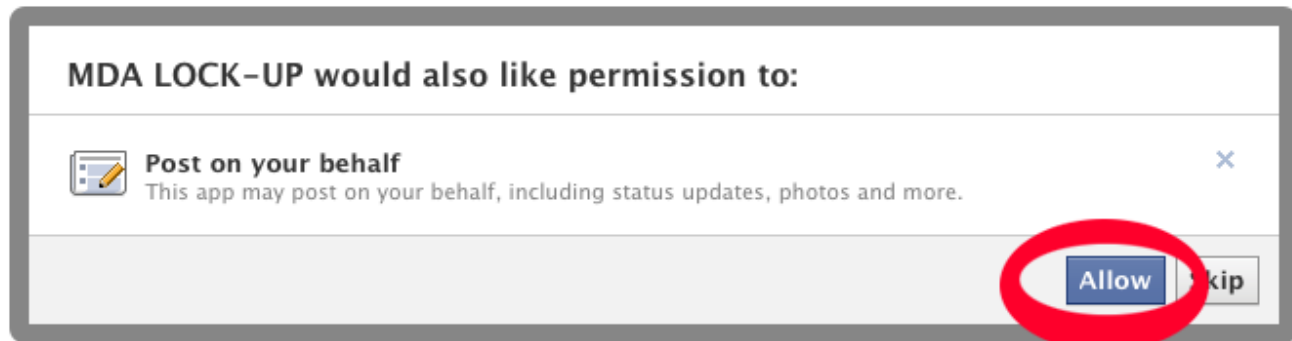 MDA LOCK-UP would also like permission to:
Post on your behalf
This app may post on your behalf, including status updates, photos and more.
Allow Skip